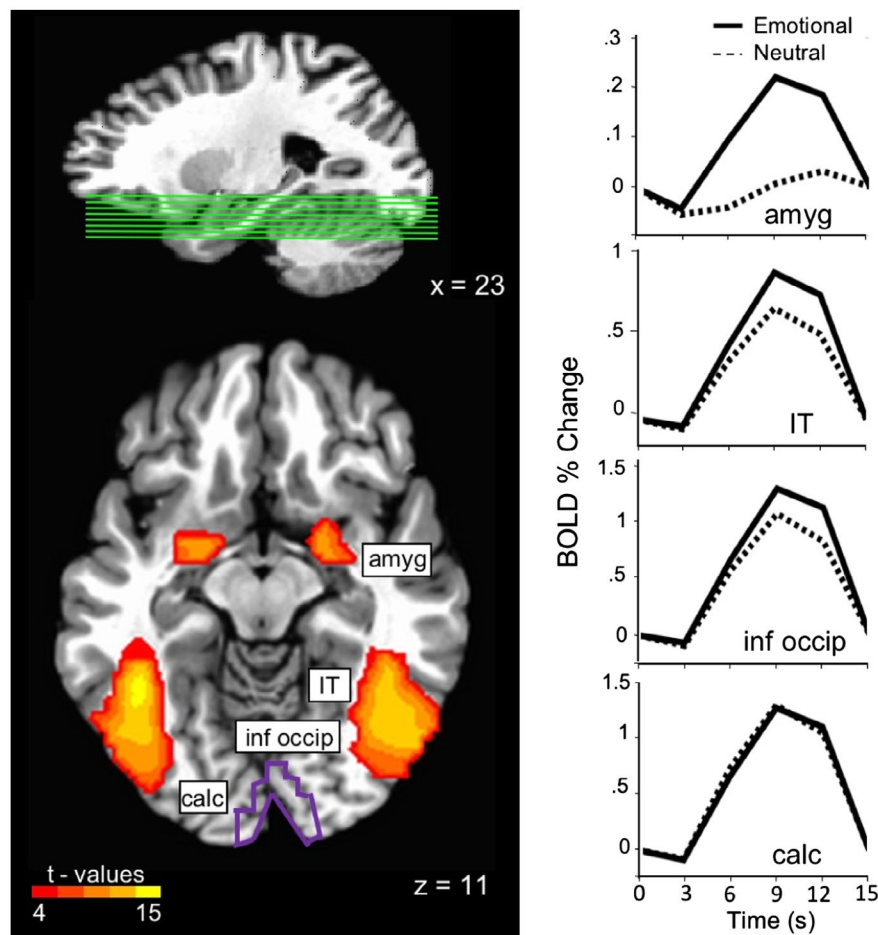 x = 23
amyg
IT
inf occip
calc
t - values
4 15
z = 11
Emotional
Neutral
BOLD % Change
.3
.2
.1
0
amyg
1
.5
0
IT
1.5
1
.5
0
inf occip
1.5
1
.5
0
calc
0 3 6 9 12 15
Time (s)